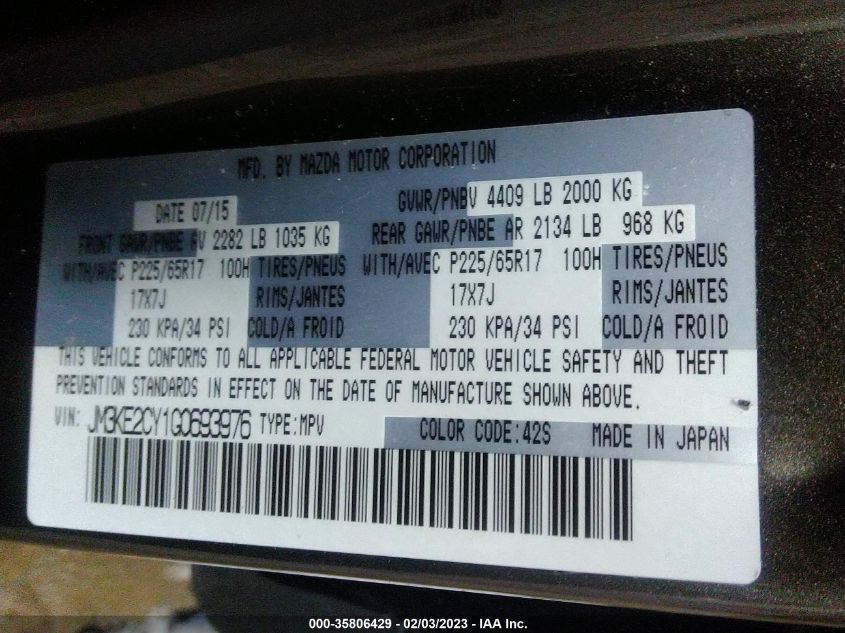 MFD. BY MAZDA MOTOR CORPORATION
DATE 07/15 GVWR/PNBV 4409 LB 2000 KG
FRONT GAWR/PNBE AV 2282 LB 1035 KG REAR GAWR/PNBE AR 2134 LB 968 KG
WITH/AVEC P225/65R17 100H TIRES/PNEUS WITH/AVEC P225/65R17 100H TIRES/PNEUS
17X7J RIMS/JANTES 17X7J RIMS/JANTES
230 KPA/34 PSI COLD/A FROID 230 KPA/34 PSI COLD/A FROID
THIS VEHICLE CONFORMS TO ALL APPLICABLE FEDERAL MOTOR VEHICLE SAFETY AND THEFT
PREVENTION STANDARDS IN EFFECT ON THE DATE OF MANUFACTURE SHOWN ABOVE.
VIN: JM3KE2CY1G0693976 TYPE:MPV COLOR CODE:42S MADE IN JAPAN
000-35806429 - 02/03/2023 - IAA Inc.